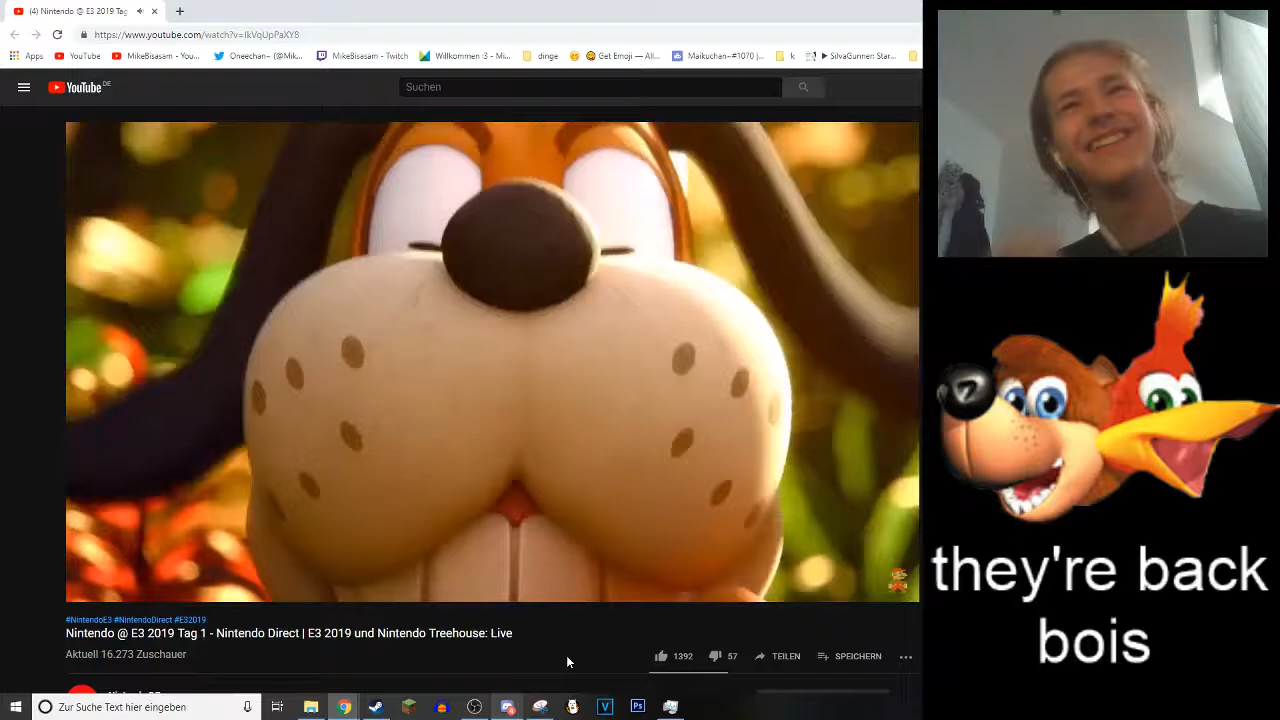 (4) Nintendo @ E3 2019 Tag
https://www.youtube.com/watch?v=IkVqUpPaXY8
Apps YouTube MikeBisasam - You... Oneechan~ (@Mik... MikeBisasam - Twitch Willkommen :3 - Mi... dinge Get Emoji — All... Maikuchan~#1070 |... k ▶ SilvaGunner: Star...
YouTube DE
Suchen
#NintendoE3 #NintendoDirect #E32019
Nintendo @ E3 2019 Tag 1 - Nintendo Direct | E3 2019 und Nintendo Treehouse: Live
Aktuell 16.273 Zuschauer
1392 57 TEILEN SPEICHERN
Zur Suche Text hier eingeben
they're back
bois